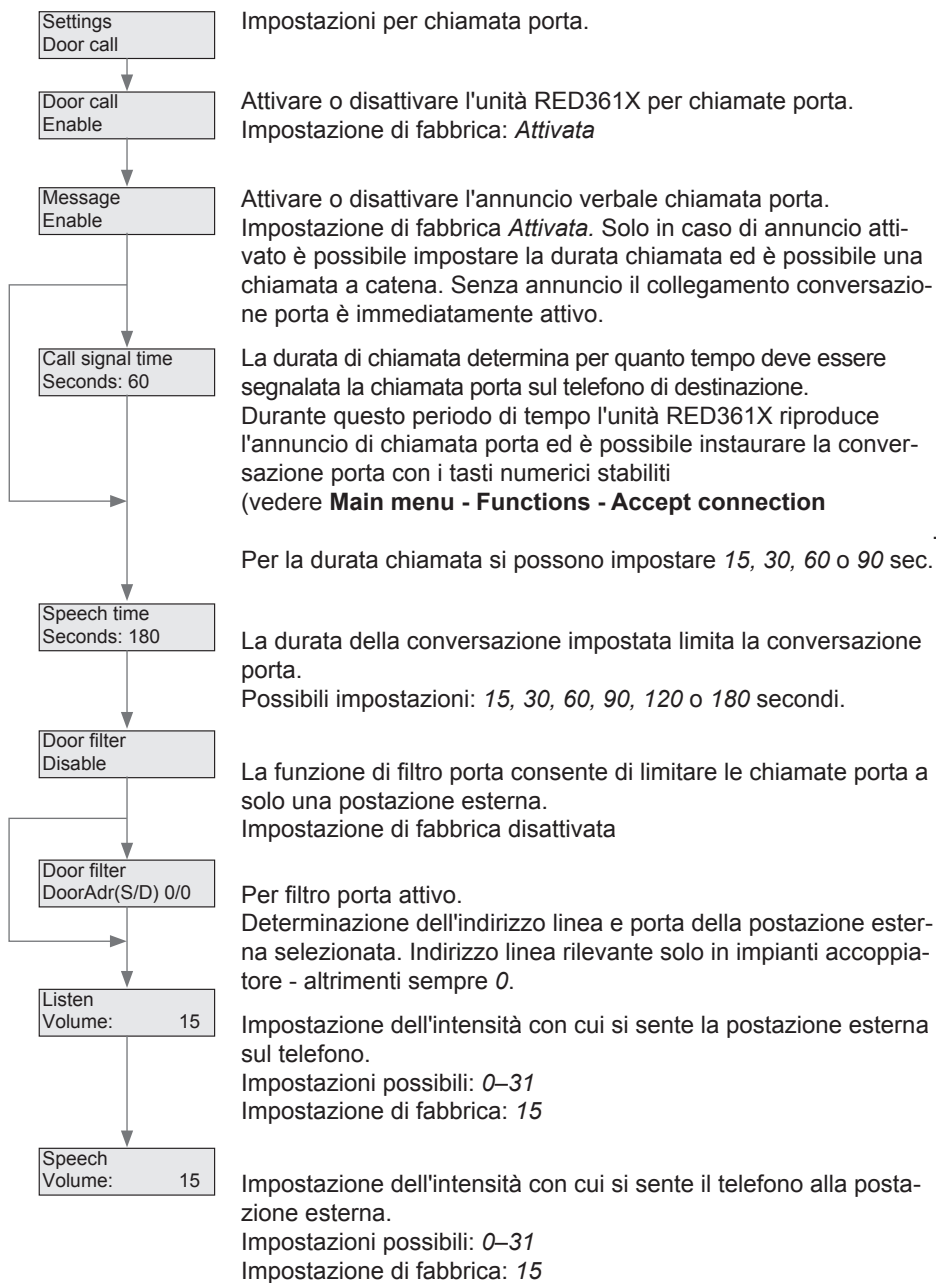 Settings
Door call
Impostazioni per chiamata porta.
Door call
Enable
Attivare o disattivare l'unità RED361X per chiamate porta.
Impostazione di fabbrica: Attivata
Message
Enable
Attivare o disattivare l'annuncio verbale chiamata porta.
Impostazione di fabbrica Attivata. Solo in caso di annuncio atti-
vato è possibile impostare la durata chiamata ed è possibile una
chiamata a catena. Senza annuncio il collegamento conversazio-
ne porta è immediatamente attivo.
Call signal time
Seconds: 60
La durata di chiamata determina per quanto tempo deve essere
segnalata la chiamata porta sul telefono di destinazione.
Durante questo periodo di tempo l'unità RED361X riproduce
l'annuncio di chiamata porta ed è possibile instaurare la conver-
sazione porta con i tasti numerici stabiliti
(vedere Main menu - Functions - Accept connection
.
Per la durata chiamata si possono impostare 15, 30, 60 o 90 sec.
Speech time
Seconds: 180
La durata della conversazione impostata limita la conversazione
porta.
Possibili impostazioni: 15, 30, 60, 90, 120 o 180 secondi.
Door filter
Disable
La funzione di filtro porta consente di limitare le chiamate porta a
solo una postazione esterna.
Impostazione di fabbrica disattivata
Door filter
DoorAdr(S/D) 0/0
Per filtro porta attivo.
Determinazione dell'indirizzo linea e porta della postazione ester-
na selezionata. Indirizzo linea rilevante solo in impianti accoppia-
tore - altrimenti sempre 0.
Listen
Volume: 15
Impostazione dell'intensità con cui si sente la postazione esterna
sul telefono.
Impostazioni possibili: 0–31
Impostazione di fabbrica: 15
Speech
Volume: 15
Impostazione dell'intensità con cui si sente il telefono alla posta-
zione esterna.
Impostazioni possibili: 0–31
Impostazione di fabbrica: 15